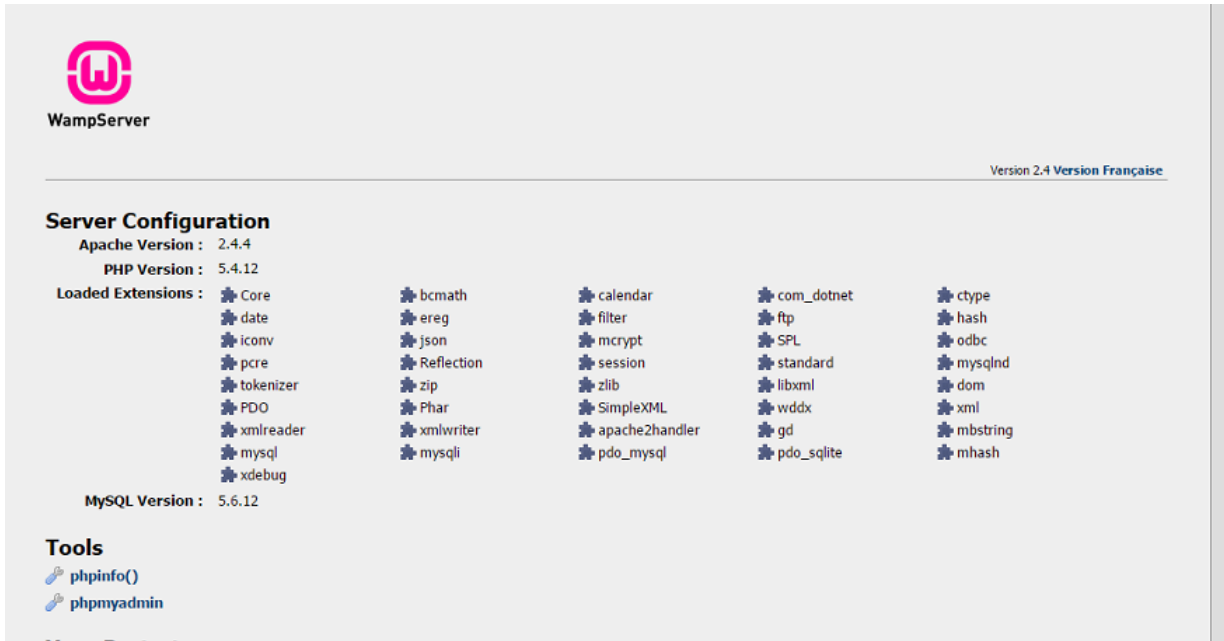 WampServer
Version 2.4 Version Française
Server Configuration
Apache Version : 2.4.4
PHP Version : 5.4.12
Loaded Extensions : Core bcmath calendar com_dotnet ctype
date ereg filter ftp hash
iconv json mcrypt SPL odbc
pcre Reflection session standard mysqlnd
tokenizer zip zlib libxml dom
PDO Phar SimpleXML wddx xml
xmlreader xmlwriter apache2handler gd mbstring
mysql mysqli pdo_mysql pdo_sqlite mhash
xdebug
MySQL Version : 5.6.12
Tools
phpinfo()
phpmyadmin